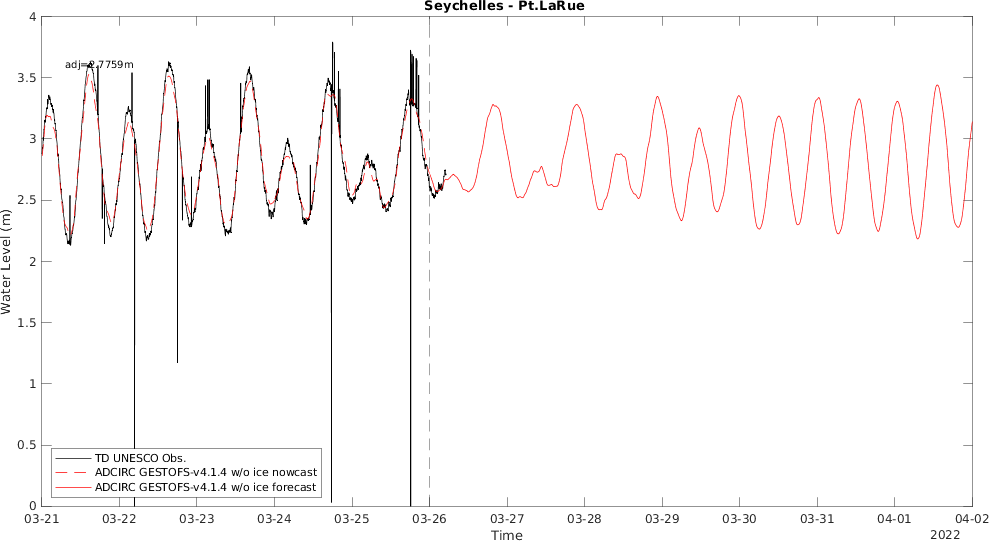 Seychelles - Pt.LaRue
adj=2.7759m
Water Level (m)
4
3.5
3
2.5
2
1.5
1
0.5
0
TD UNESCO Obs.
ADCIRC GESTOFS-v4.1.4 w/o ice nowcast
ADCIRC GESTOFS-v4.1.4 w/o ice forecast
03-21 03-22 03-23 03-24 03-25 03-26 03-27 03-28 03-29 03-30 03-31 04-01 04-02
Time
2022